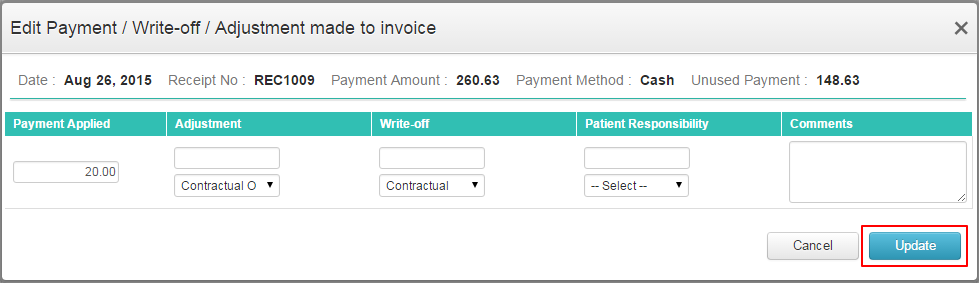 Edit Payment / Write-off / Adjustment made to invoice
Date : Aug 26, 2015 Receipt No : REC1009 Payment Amount : 260.63 Payment Method : Cash Unused Payment : 148.63
Payment Applied Adjustment Write-off Patient Responsibility Comments
20.00
Contractual O Contractual -- Select --
Cancel Update